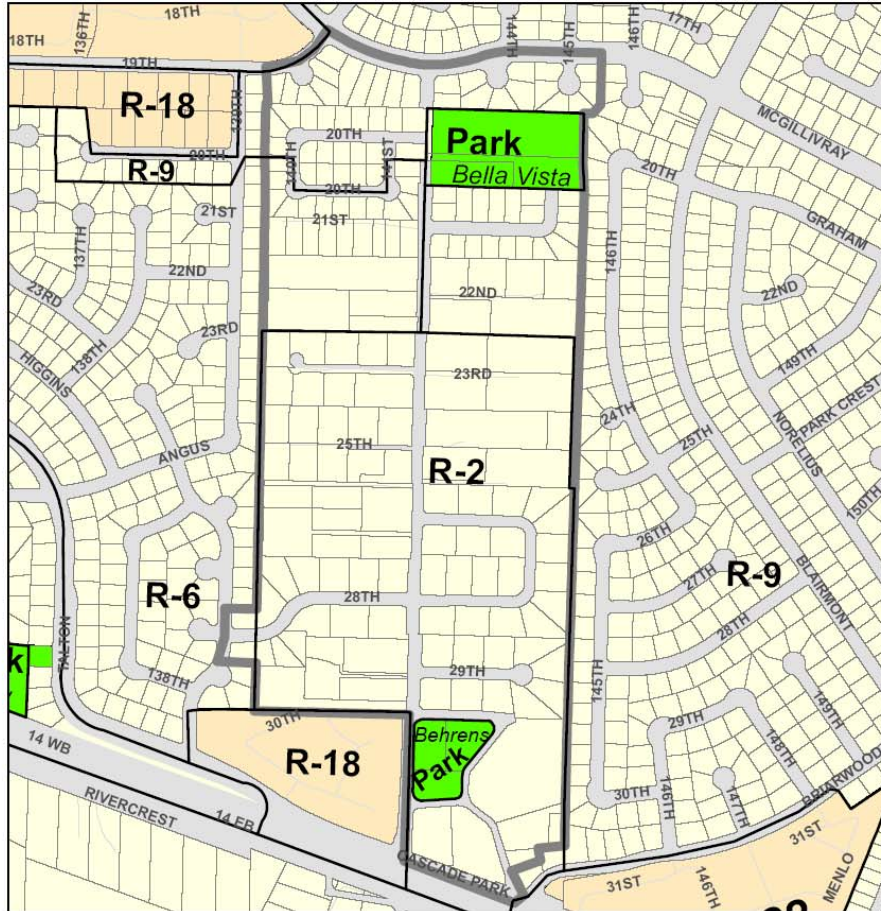 18TH
17TH
136TH
144TH
145TH
146TH
18TH
19TH
R-18
139TH
McGILLIVRAY
20TH
Park
20TH
R-9
Bella Vista
20TH
141ST
20TH
21ST
21ST
GRAHAM
137TH
146TH
22ND
22ND
22ND
23RD
149TH
23RD
138TH
HIGGINS
23RD
PARK CREST
24TH
NORELIUS
25TH
25TH
ANGUS
R-2
150TH
26TH
R-9
27TH
BLAIRMONT
R-6
28TH
28TH
TALTON
k
29TH
138TH
145TH
30TH
29TH
149TH
Behrens
Park
148TH
14 WB
R-18
BRIARWOOD
30TH
146TH
147TH
RIVERCREST
14 EB
31ST
CASCADE PARK
31ST
146TH
MENLO